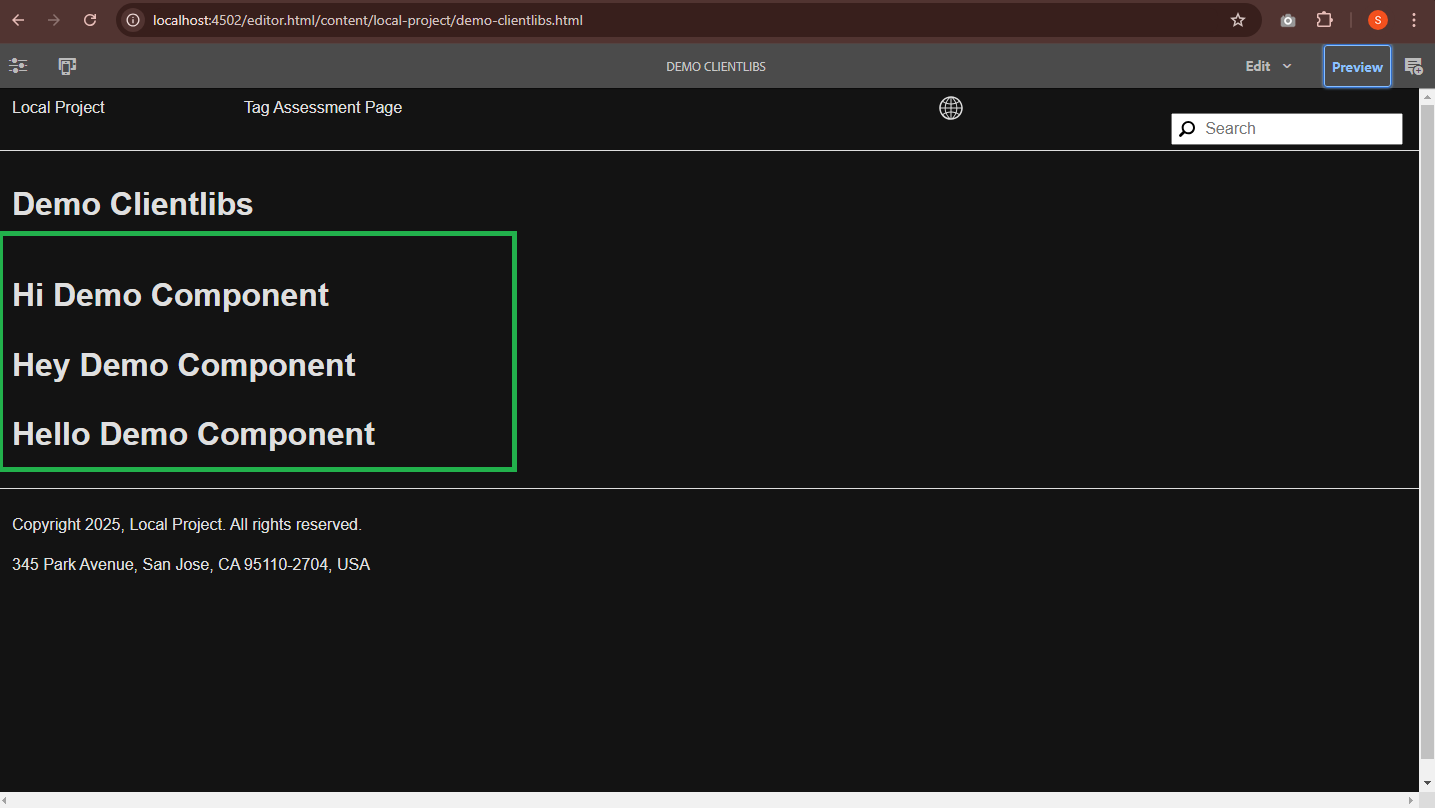 localhost:4502/editor.html/content/local-project/demo-clientlibs.html
S
DEMO CLIENTLIBS
Edit
Preview
Local Project
Tag Assessment Page
Search
Demo Clientlibs
Hi Demo Component
Hey Demo Component
Hello Demo Component
Copyright 2025, Local Project. All rights reserved.
345 Park Avenue, San Jose, CA 95110-2704, USA